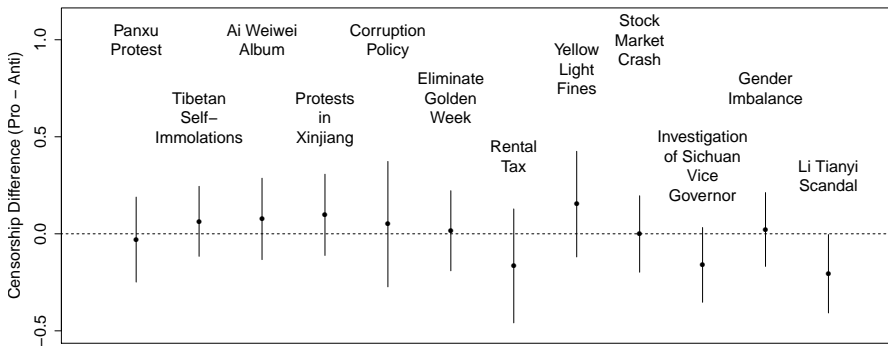 Censorship Difference (Pro − Anti)
1.0
0.5
0.0
−0.5
Panxu
Protest
Tibetan
Self−
Immolations
Ai Weiwei
Album
Protests
in
Xinjiang
Corruption
Policy
Eliminate
Golden
Week
Rental
Tax
Yellow
Light
Fines
Stock
Market
Crash
Investigation
of Sichuan
Vice
Governor
Gender
Imbalance
Li Tianyi
Scandal